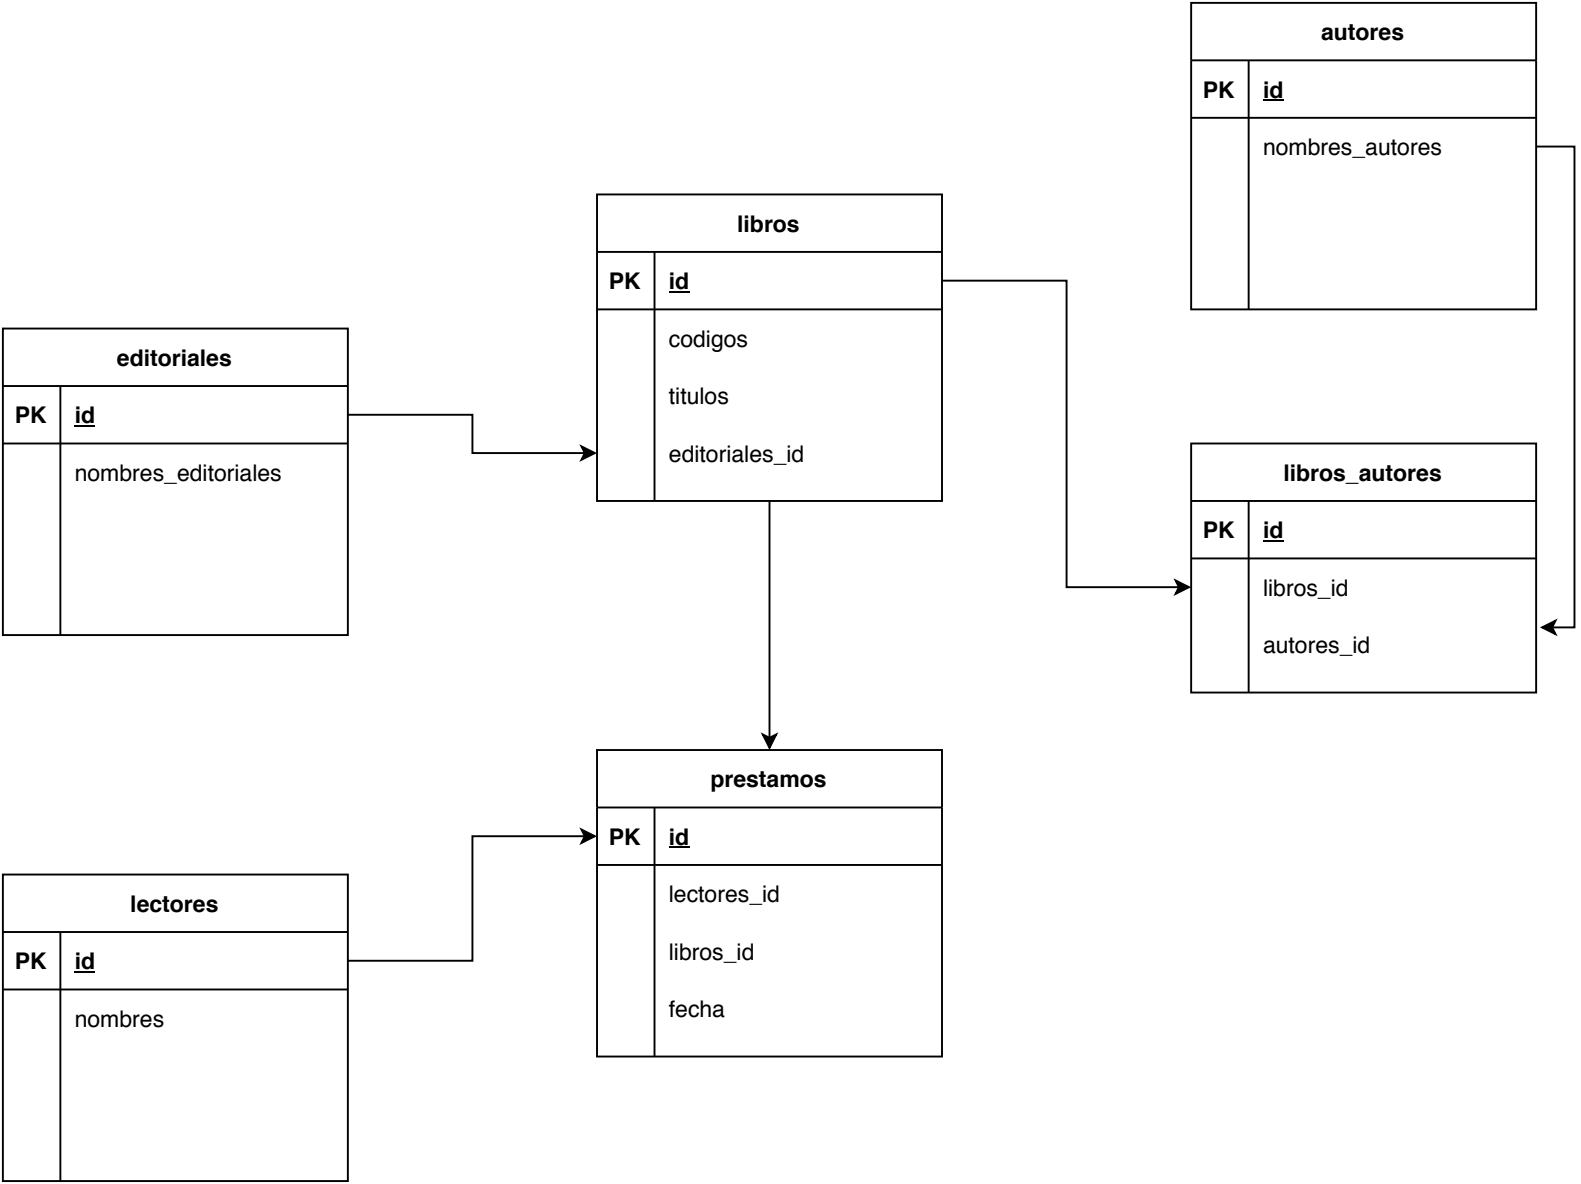 autores
PK id
nombres_autores
libros
PK id
codigos
titulos
editoriales_id
editoriales
PK id
nombres_editoriales
libros_autores
PK id
libros_id
autores_id
prestamos
PK id
lectores_id
libros_id
fecha
lectores
PK id
nombres